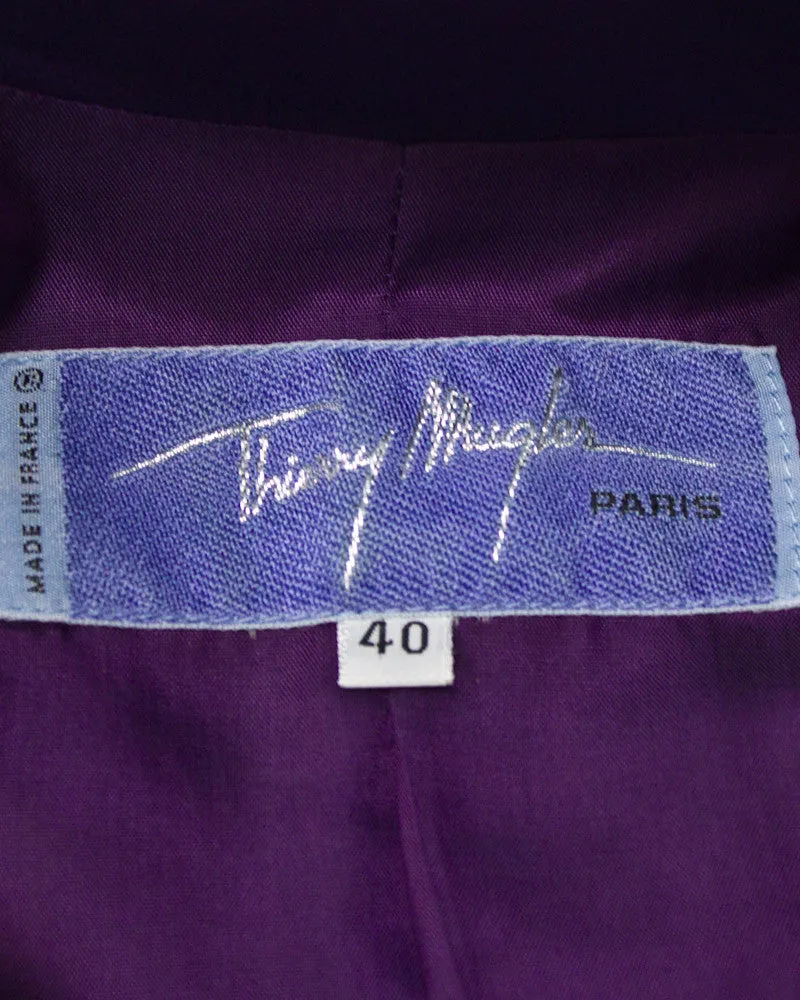 MADE IN FRANCE ®
Thierry Mugler
PARIS
40